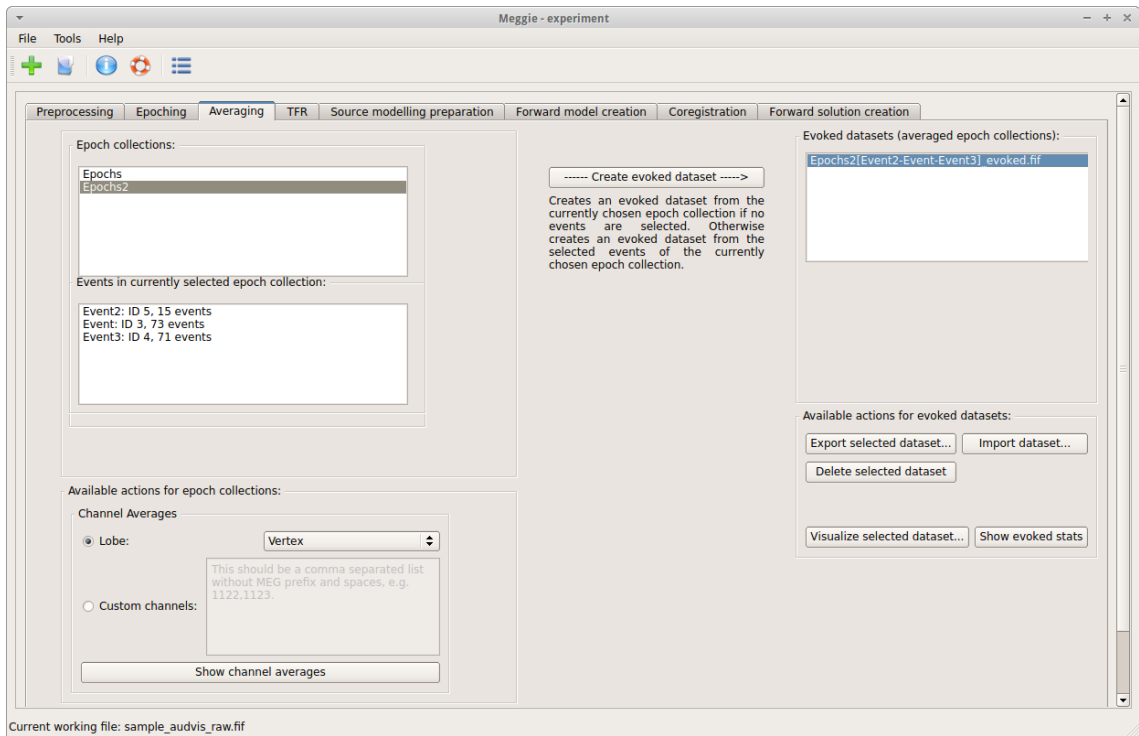 Meggie - experiment
File Tools Help
Preprocessing Epoching Averaging TFR Source modelling preparation Forward model creation Coregistration Forward solution creation
Epoch collections:
Epochs
Epochs2
Events in currently selected epoch collection:
Event2: ID 5, 15 events
Event: ID 3, 73 events
Event3: ID 4, 71 events
------ Create evoked dataset ----->
Creates an evoked dataset from the
currently chosen epoch collection if no
events are selected. Otherwise
creates an evoked dataset from the
selected events of the currently
chosen epoch collection.
Evoked datasets (averaged epoch collections):
Epochs2[Event2-Event-Event3]_evoked.fif
Available actions for evoked datasets:
Export selected dataset... Import dataset...
Delete selected dataset
Visualize selected dataset... Show evoked stats
Available actions for epoch collections:
Channel Averages
Lobe: Vertex
Custom channels:
This should be a comma separated list
without MEG prefix and spaces, e.g.
1122,1123.
Show channel averages
Current working file: sample_audvis_raw.fif